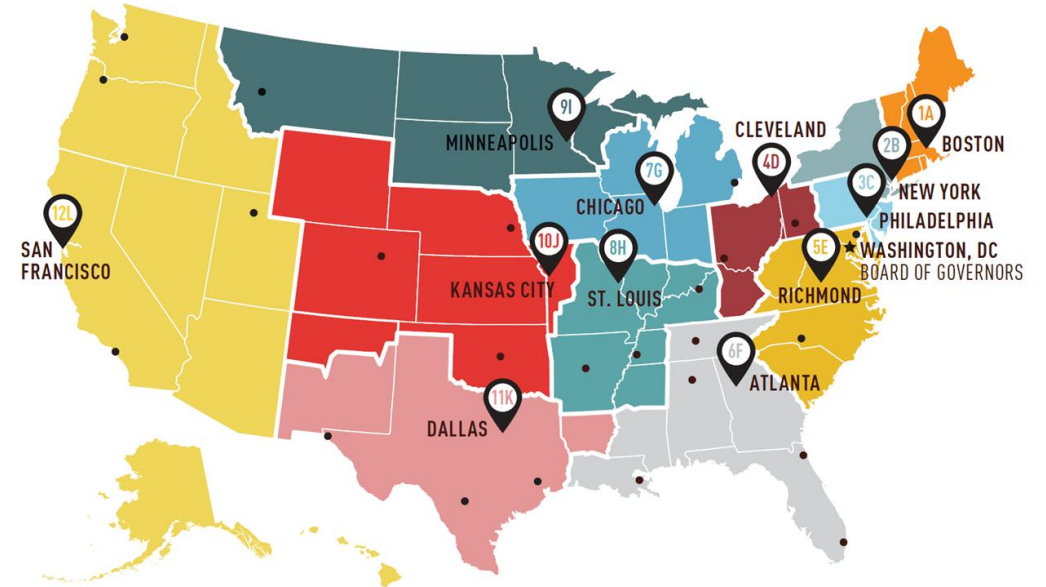 9I
MINNEAPOLIS
1A
BOSTON
CLEVELAND
4D
2B
NEW YORK
7G
CHICAGO
3C
PHILADELPHIA
12L
SAN
FRANCISCO
10J
KANSAS CITY
8H
ST. LOUIS
5E
RICHMOND
WASHINGTON, DC
BOARD OF GOVERNORS
6F
ATLANTA
11K
DALLAS